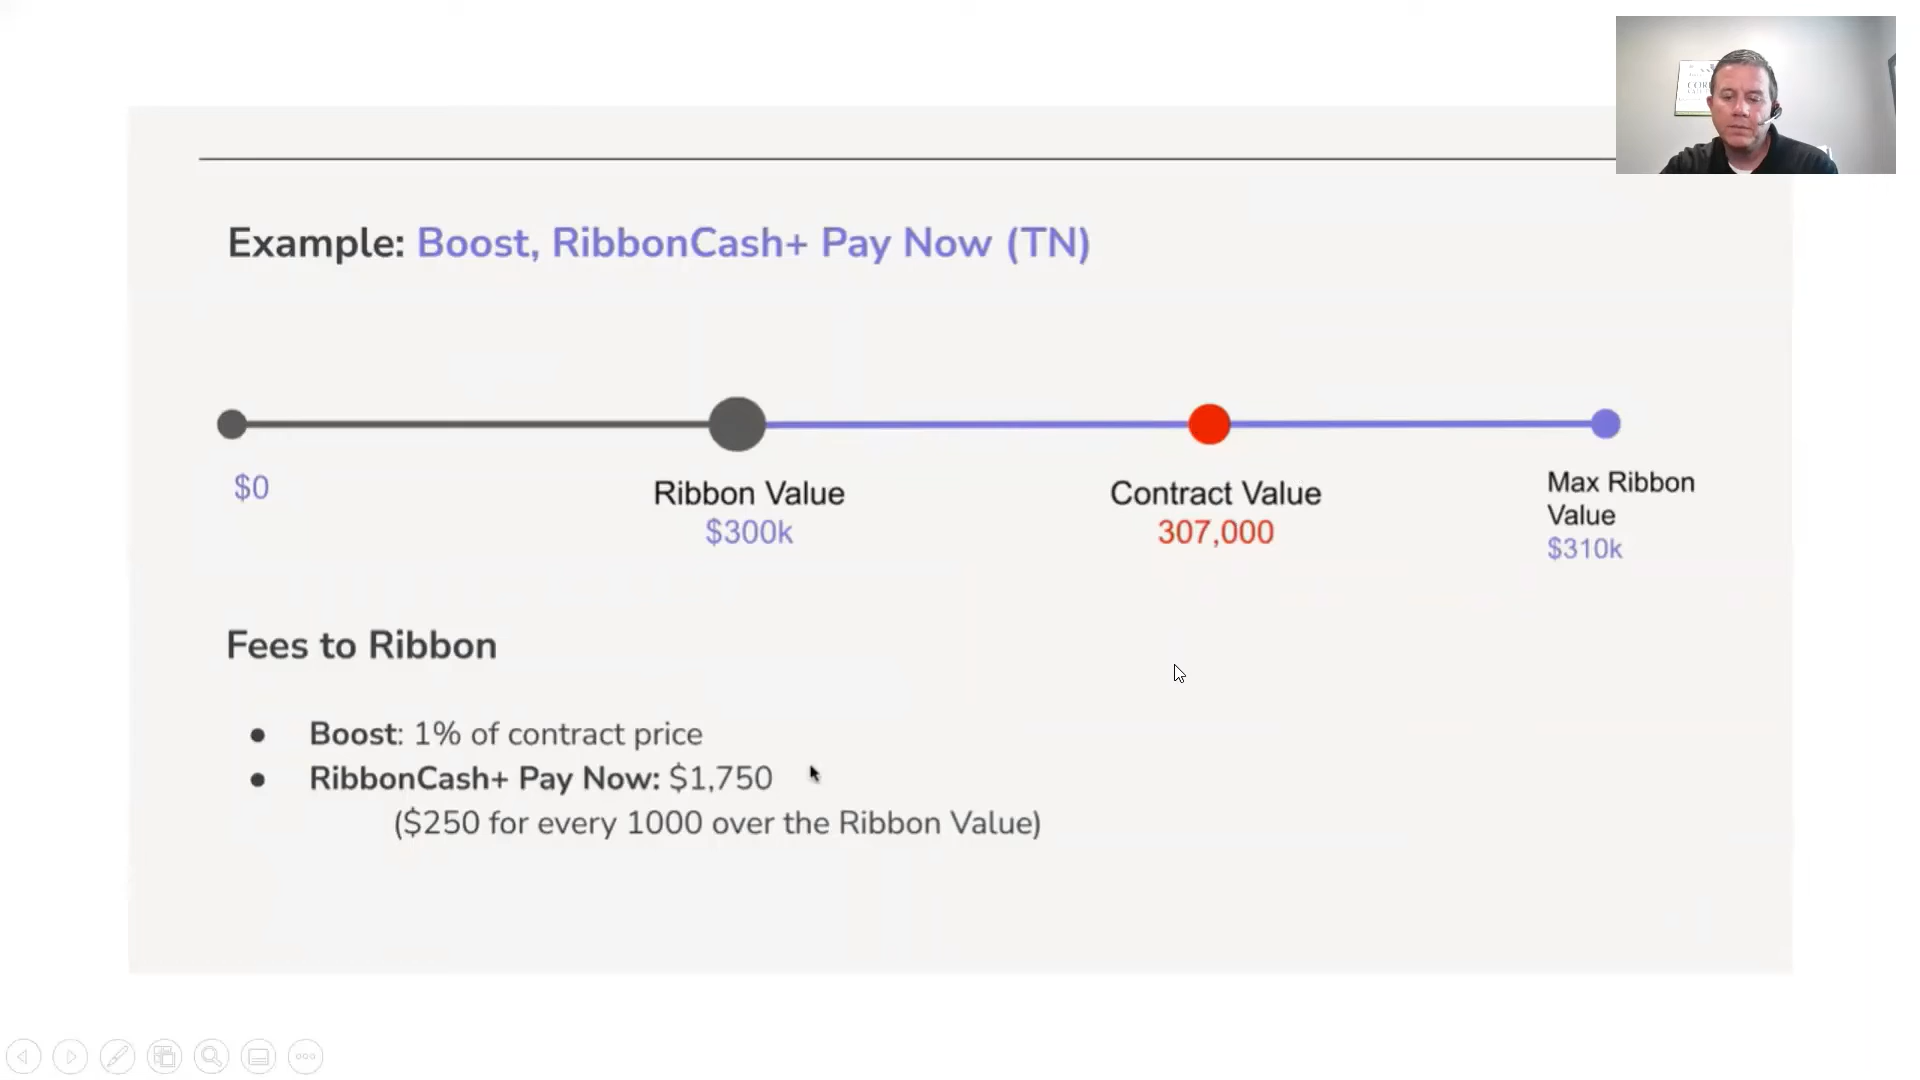 Example: Boost, RibbonCash+ Pay Now (TN)
$0
Ribbon Value
$300k
Contract Value
307,000
Max Ribbon
Value
$310k
Fees to Ribbon
● Boost: 1% of contract price
● RibbonCash+ Pay Now: $1,750
($250 for every 1000 over the Ribbon Value)